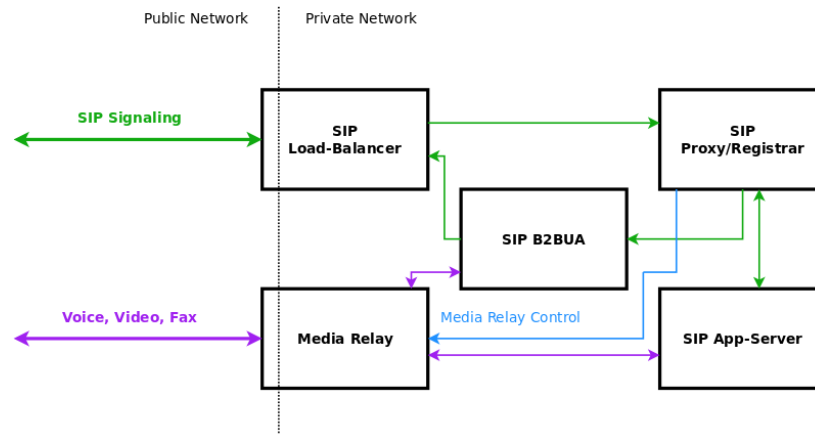 Public Network
Private Network
SIP Signaling
SIP
Load-Balancer
SIP
Proxy/Registrar
SIP B2BUA
Voice, Video, Fax
Media Relay
Media Relay Control
SIP App-Server